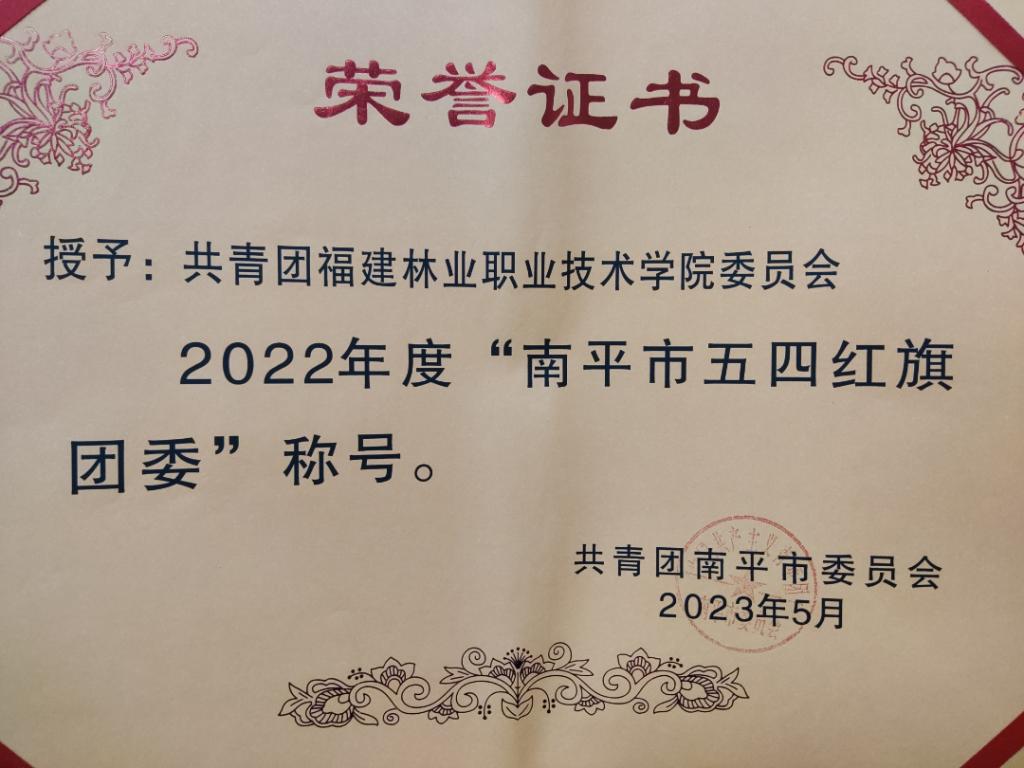 荣誉证书
授予：共青团福建林业职业技术学院委员会
2022年度“南平市五四红旗
团委”称号。
共青团南平市委员会
2023年5月